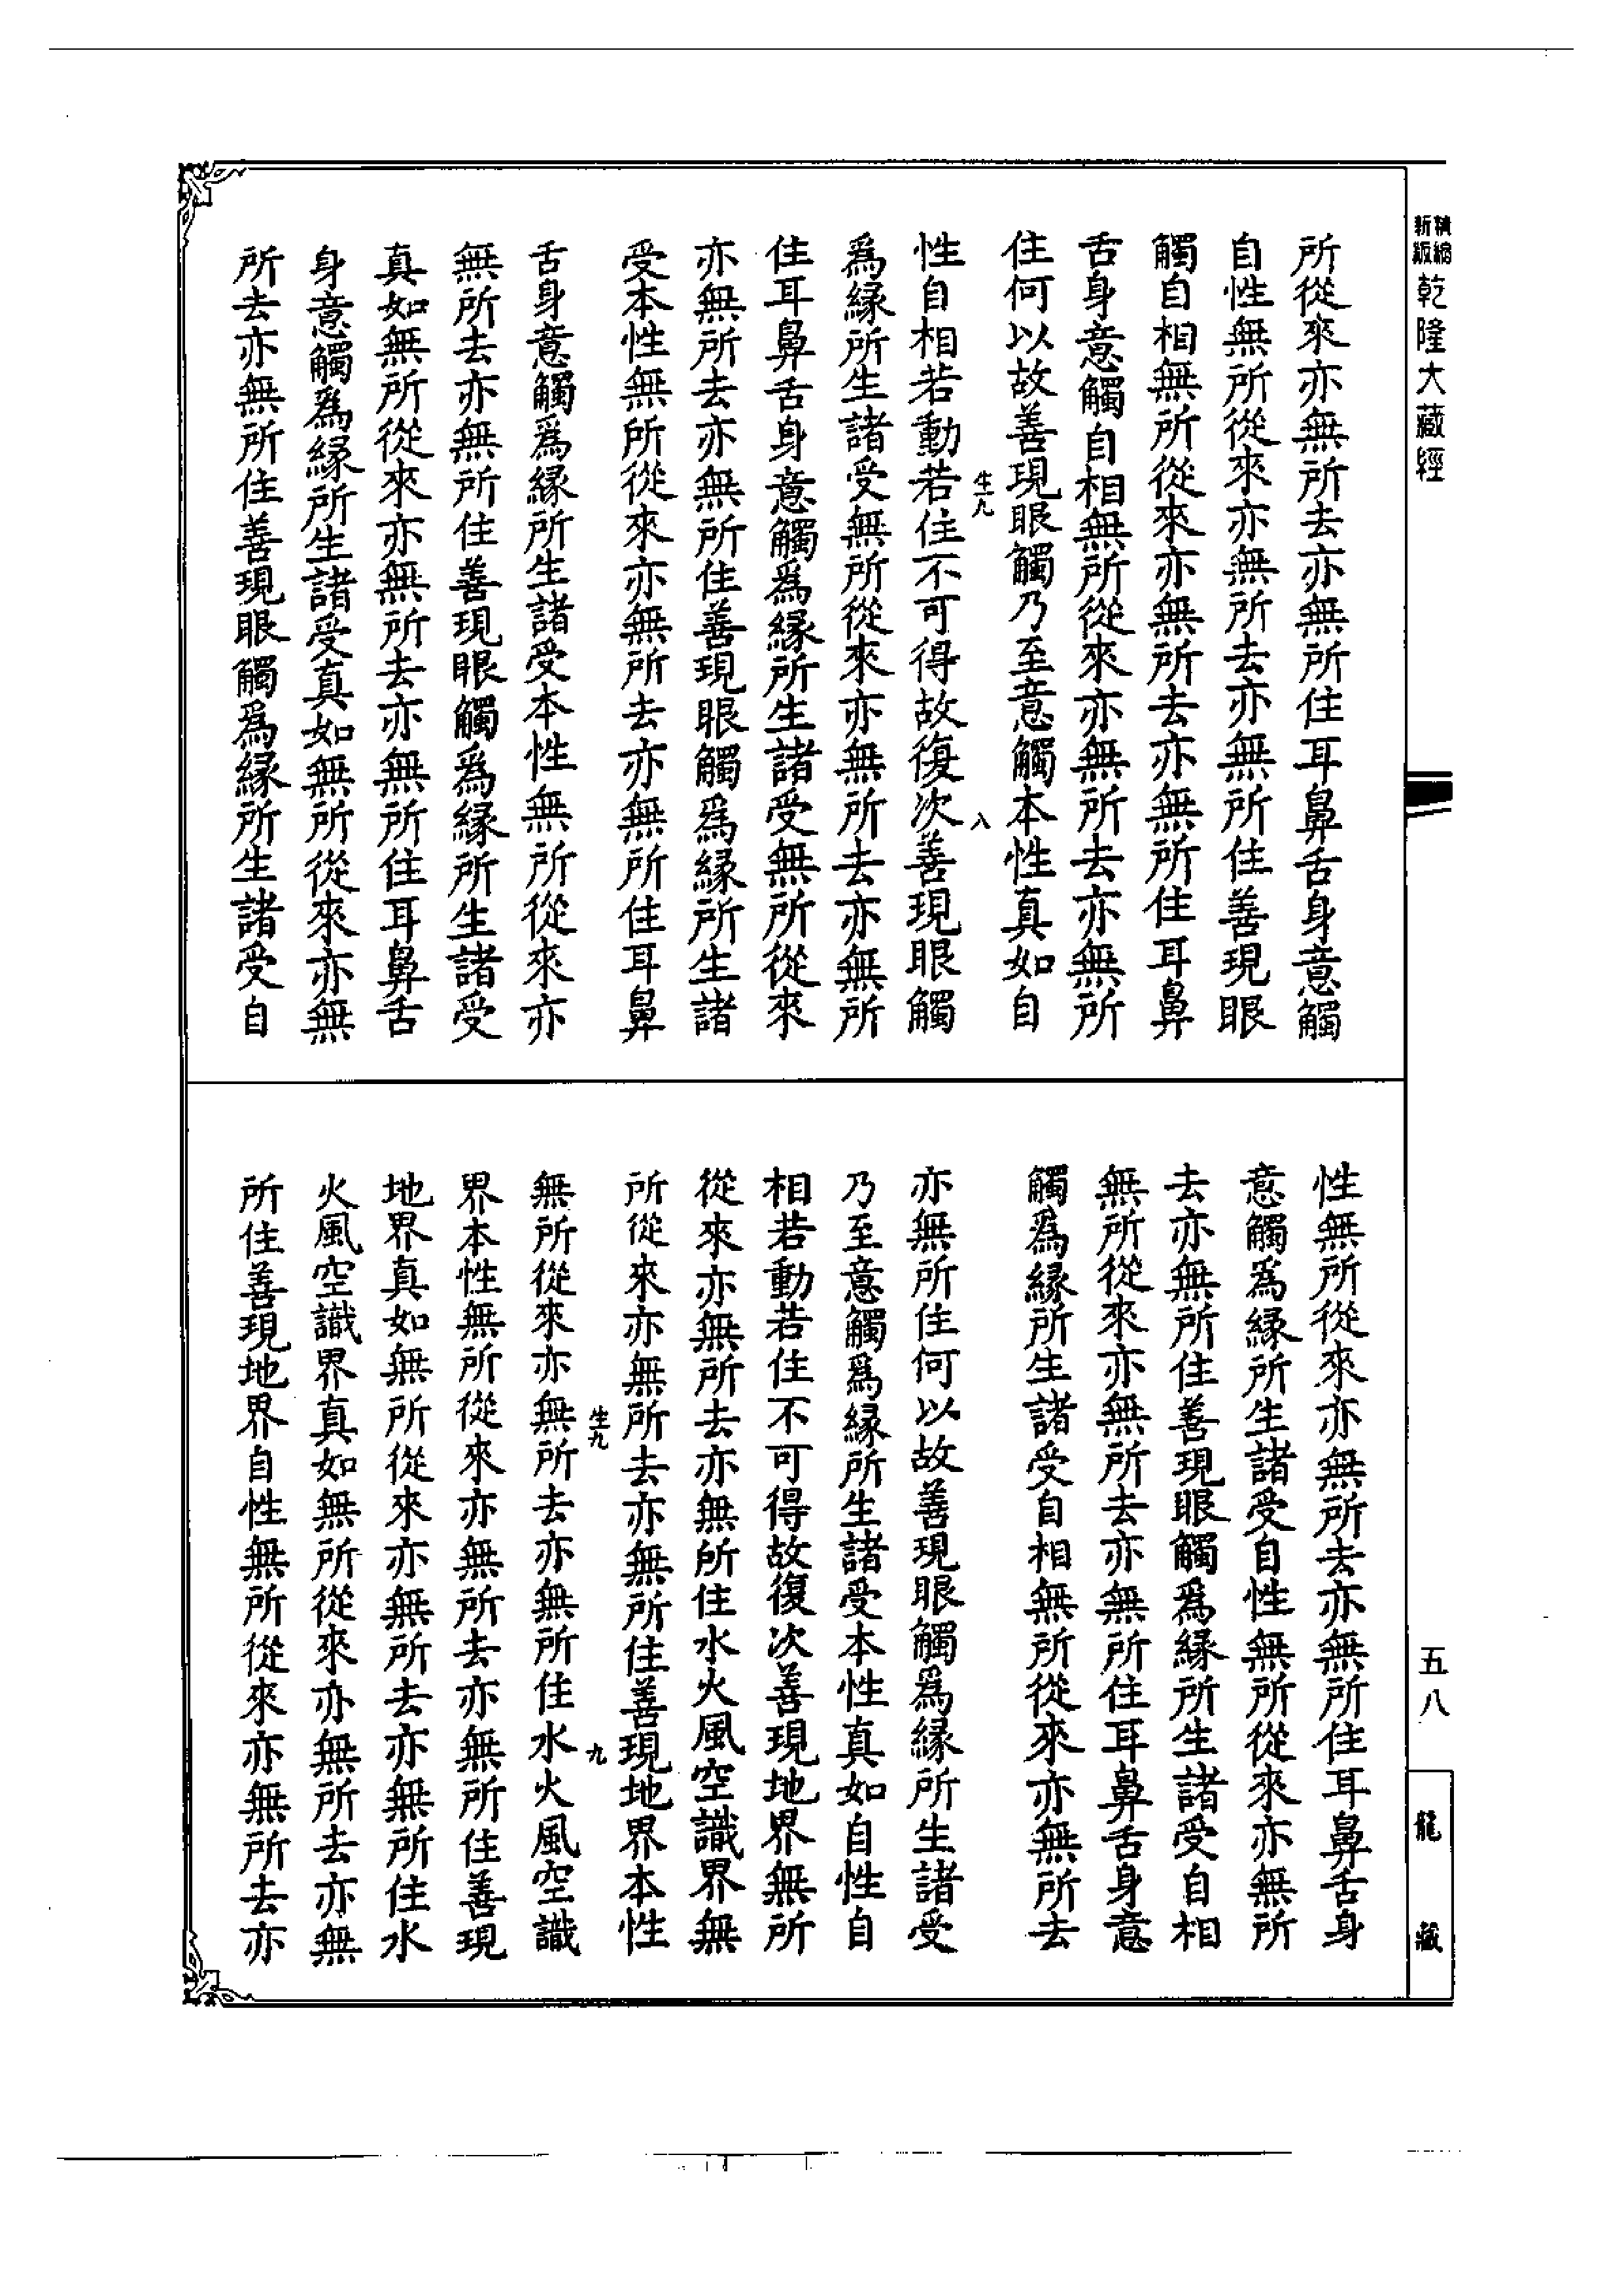 精縮新版乾隆大藏經
所從來亦無所去亦無所住耳鼻舌身意觸
自性無所從來亦無所去亦無所住善現眼
觸自相無所從來亦無所去亦無所住耳鼻
舌身意觸自相無所從來亦無所去亦無所
住何以故善現眼觸乃至意觸本性真如自
生九 八
性自相若動若住不可得故復次善現眼觸
爲緣所生諸受無所從來亦無所去亦無所
住耳鼻舌身意觸爲緣所生諸受無所從來
亦無所去亦無所住善現眼觸爲緣所生諸
受本性無所從來亦無所去亦無所住耳鼻
舌身意觸爲緣所生諸受本性無所從來亦
無所去亦無所住善現眼觸爲緣所生諸受
真如無所從來亦無所去亦無所住耳鼻舌
身意觸爲緣所生諸受真如無所從來亦無
所去亦無所住善現眼觸爲緣所生諸受自
性無所從來亦無所去亦無所住耳鼻舌身
意觸爲緣所生諸受自性無所從來亦無所
去亦無所住善現眼觸爲緣所生諸受自相
無所從來亦無所去亦無所住耳鼻舌身意
觸爲緣所生諸受自相無所從來亦無所去
亦無所住何以故善現眼觸爲緣所生諸受
乃至意觸爲緣所生諸受本性真如自性自
相若動若住不可得故復次善現地界無所
從來亦無所去亦無所住水火風空識界無
所從來亦無所去亦無所住善現地界本性
生九 九
無所從來亦無所去亦無所住水火風空識
界本性無所從來亦無所去亦無所住善現
地界真如無所從來亦無所去亦無所住水
火風空識界真如無所從來亦無所去亦無
所住善現地界自性無所從來亦無所去亦
五八
龍藏